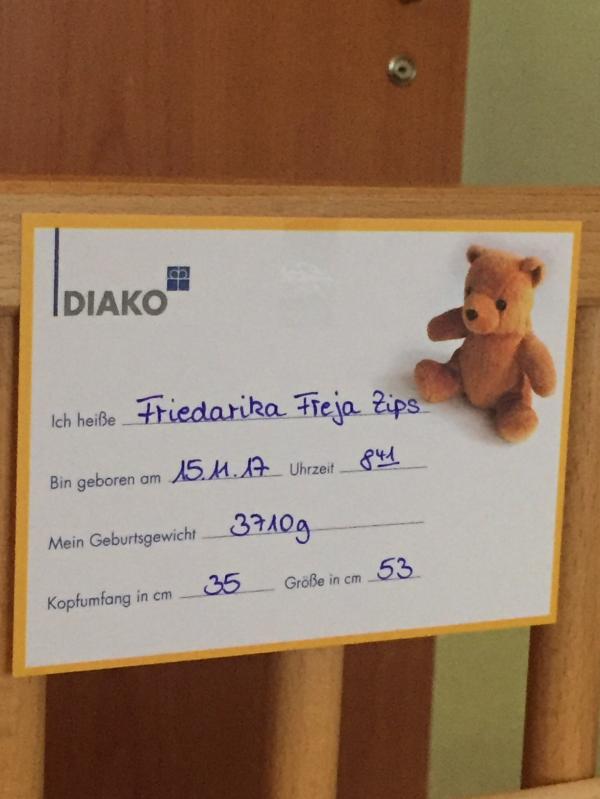 DIAKO
Ich heiße Friedarika Freja Zips
Bin geboren am 15.11.17 Uhrzeit 8 41
Mein Geburtsgewicht 3710g
Kopfumfang in cm 35 Größe in cm 53